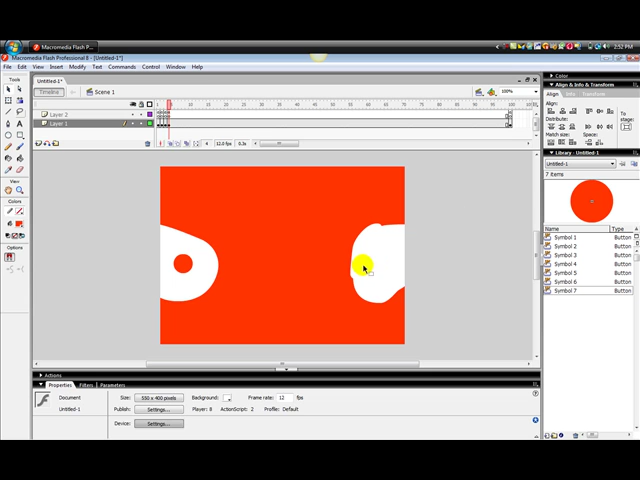 Macromedia Flash P...
2:52 PM
Macromedia Flash Professional 8 - [Untitled-1*]
File Edit View Insert Modify Text Commands Control Window Help
Tools
Untitled-1*
Timeline
Scene 1
100%
Layer 2
Layer 1
4 12.0 fps 0.3s
View
Colors
Options
Color
Align & Info & Transform
Align Info Transform
Align:
Distribute:
To stage:
Match size:
Space:
Library - Untitled-1
Untitled-1
7 items
Name Type
Symbol 1 Button
Symbol 2 Button
Symbol 3 Button
Symbol 4 Button
Symbol 5 Button
Symbol 6 Button
Symbol 7 Button
Actions
Properties Filters Parameters
Document
Untitled-1
Size: 550 x 400 pixels Background: Frame rate: 12 fps
Publish: Settings... Player: 8 ActionScript: 2 Profile: Default
Device: Settings...